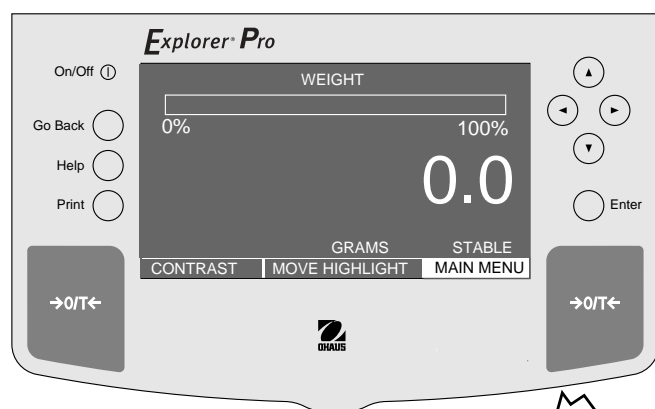 Explorer® Pro
On/Off
WEIGHT
Go Back
0% 100%
Help
0.0
Print
Enter
GRAMS STABLE
CONTRAST MOVE HIGHLIGHT MAIN MENU
→0/T← →0/T←
OHAUS